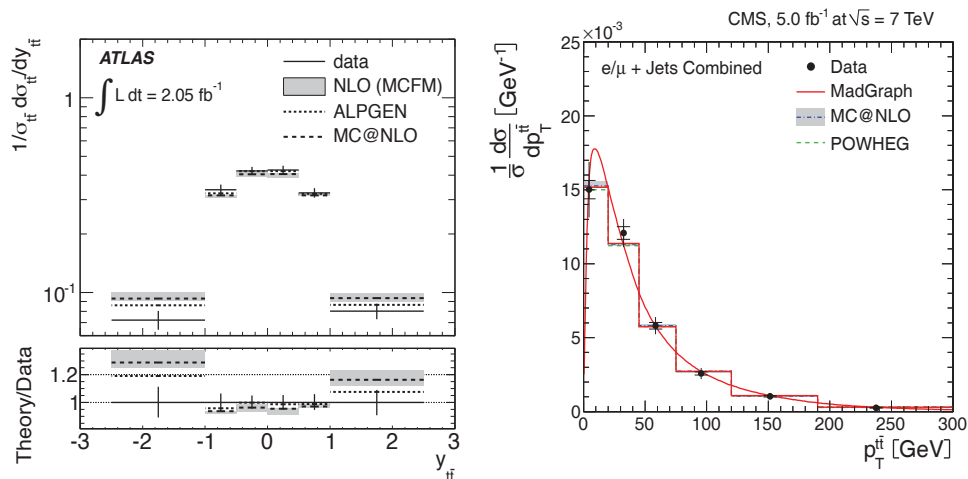 ATLAS
∫ L dt = 2.05 fb⁻¹
data
NLO (MCFM)
ALPGEN
MC@NLO
1/σ_tt̄ dσ_tt̄/dy_tt̄
1
10⁻¹
Theory/Data
1.2
1
-3 -2 -1 0 1 2 3
y_tt̄
CMS, 5.0 fb⁻¹ at √s = 7 TeV
×10⁻³
e/μ + Jets Combined
Data
MadGraph
MC@NLO
POWHEG
1/σ dσ/dp_T^tt̄ [GeV⁻¹]
25
20
15
10
5
0
0 50 100 150 200 250 300
p_T^tt̄ [GeV]